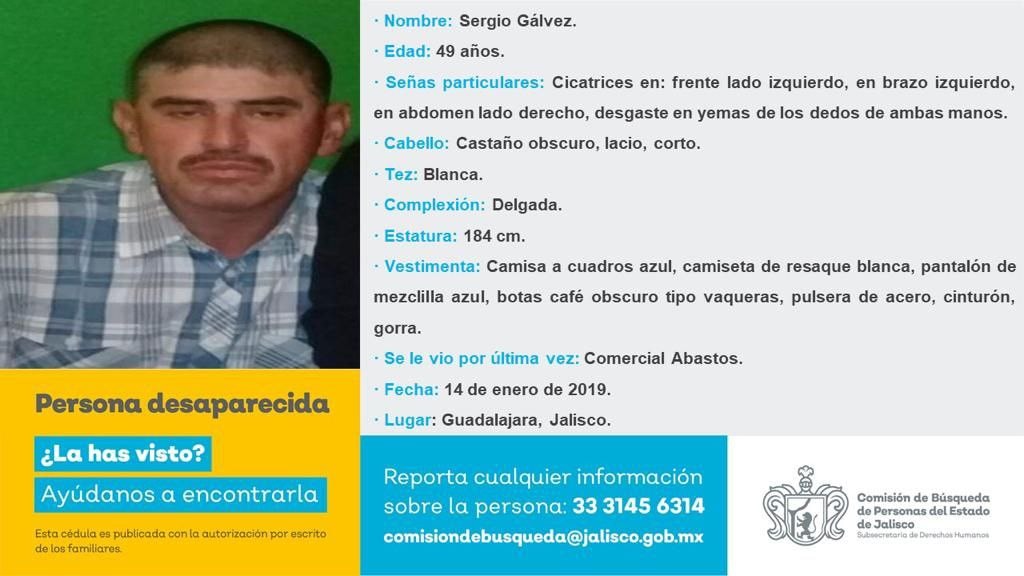 · Nombre: Sergio Gálvez.
· Edad: 49 años.
· Señas particulares: Cicatrices en: frente lado izquierdo, en brazo izquierdo,
en abdomen lado derecho, desgaste en yemas de los dedos de ambas manos.
· Cabello: Castaño obscuro, lacio, corto.
· Tez: Blanca.
· Complexión: Delgada.
· Estatura: 184 cm.
· Vestimenta: Camisa a cuadros azul, camiseta de resaque blanca, pantalón de
mezclilla azul, botas café obscuro tipo vaqueras, pulsera de acero, cinturón,
gorra.
· Se le vio por última vez: Comercial Abastos.
· Fecha: 14 de enero de 2019.
· Lugar: Guadalajara, Jalisco.
Persona desaparecida
¿La has visto?
Ayúdanos a encontrarla
Esta cédula es publicada con la autorización por escrito
de los familiares.
Reporta cualquier información
sobre la persona: 33 3145 6314
comisiondebusqueda@jalisco.gob.mx
Comisión de Búsqueda
de Personas del Estado
de Jalisco
Subsecretaría de Derechos Humanos